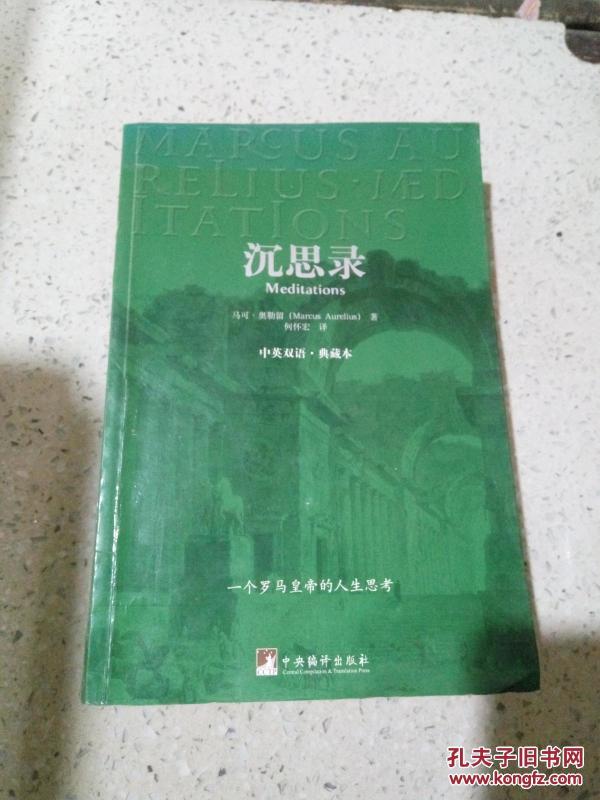 MARCUS AU
RELIUS·MED
ITATIONS
沉思录
Meditations
马可·奥勒留（Marcus Aurelius）著
何怀宏 译
中英双语·典藏本
一个罗马皇帝的人生思考
CCTP
中央编译出版社
Central Compilation & Translation Press
孔夫子旧书网
www.kongfz.com